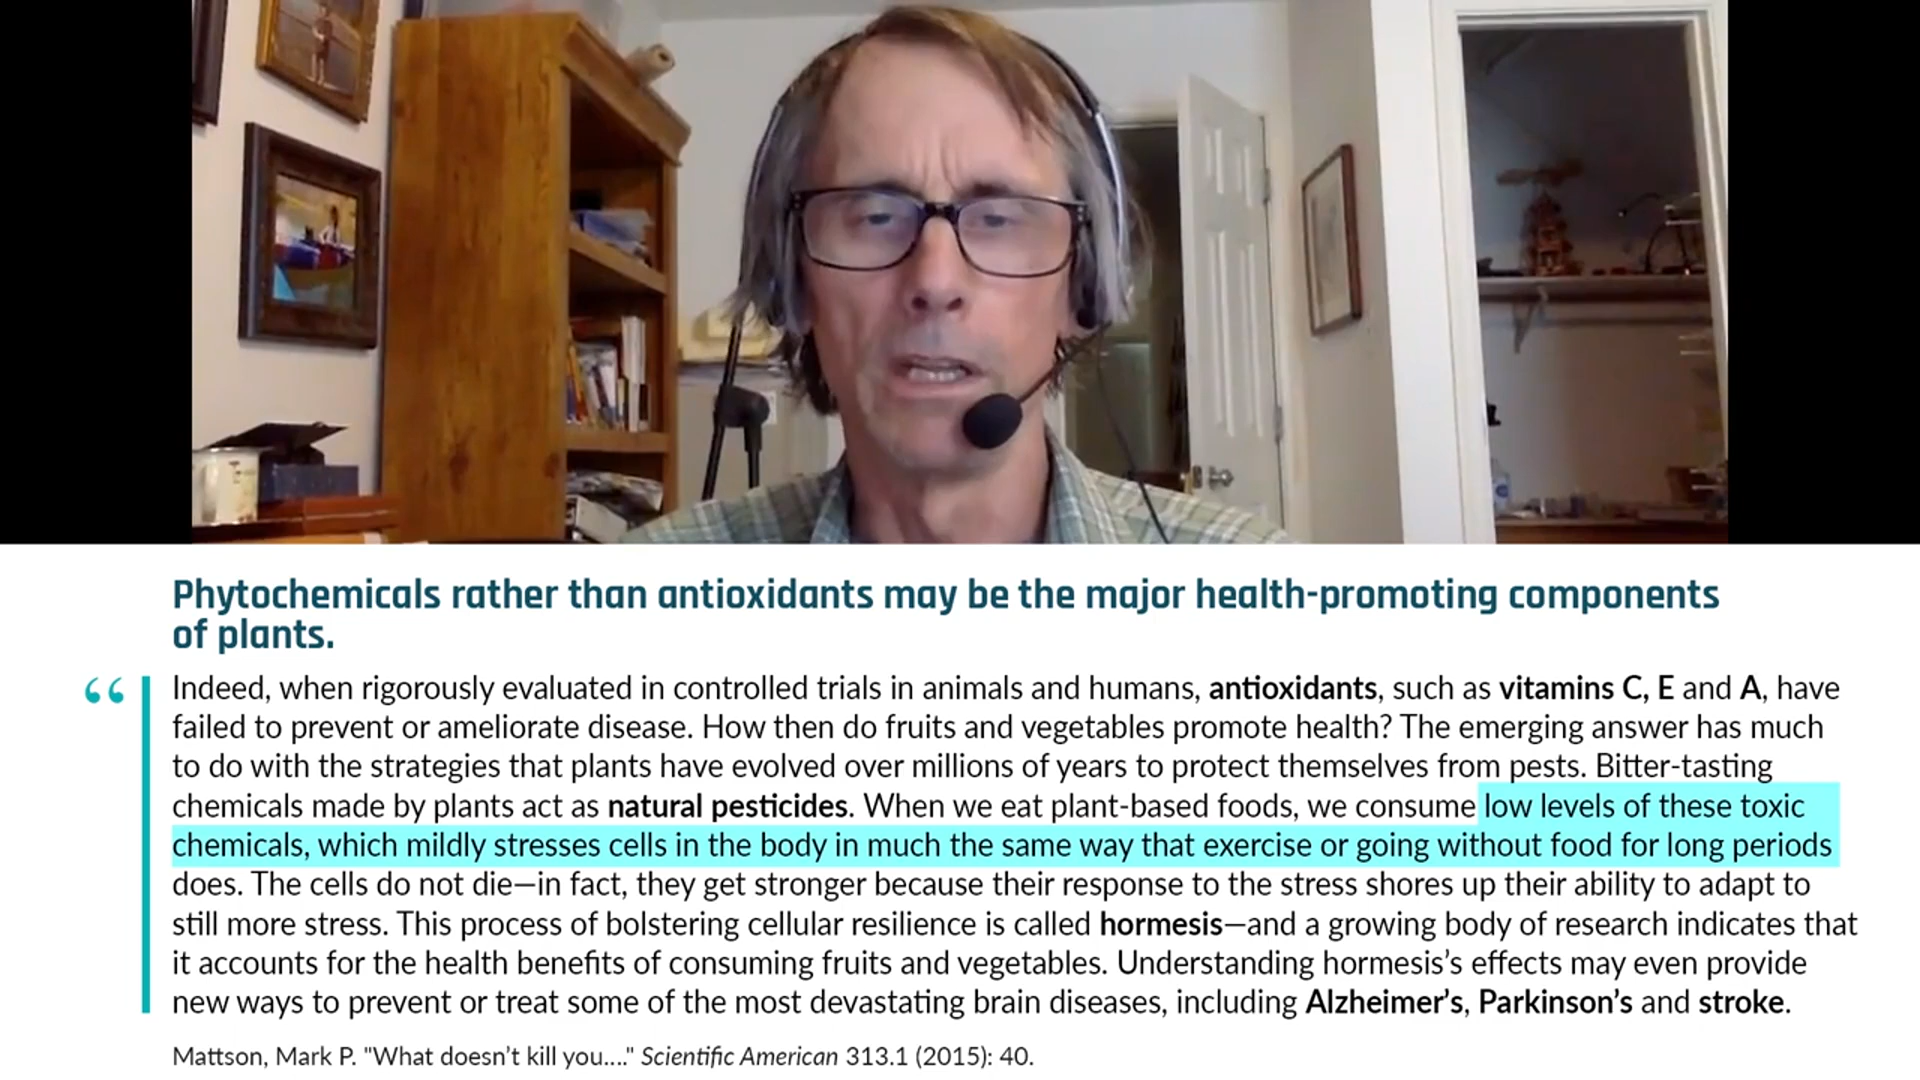 Phytochemicals rather than antioxidants may be the major health-promoting components
of plants.
“ Indeed, when rigorously evaluated in controlled trials in animals and humans, antioxidants, such as vitamins C, E and A, have
failed to prevent or ameliorate disease. How then do fruits and vegetables promote health? The emerging answer has much
to do with the strategies that plants have evolved over millions of years to protect themselves from pests. Bitter-tasting
chemicals made by plants act as natural pesticides. When we eat plant-based foods, we consume low levels of these toxic
chemicals, which mildly stresses cells in the body in much the same way that exercise or going without food for long periods
does. The cells do not die—in fact, they get stronger because their response to the stress shores up their ability to adapt to
still more stress. This process of bolstering cellular resilience is called hormesis—and a growing body of research indicates that
it accounts for the health benefits of consuming fruits and vegetables. Understanding hormesis’s effects may even provide
new ways to prevent or treat some of the most devastating brain diseases, including Alzheimer’s, Parkinson’s and stroke.
Mattson, Mark P. "What doesn’t kill you...." Scientific American 313.1 (2015): 40.